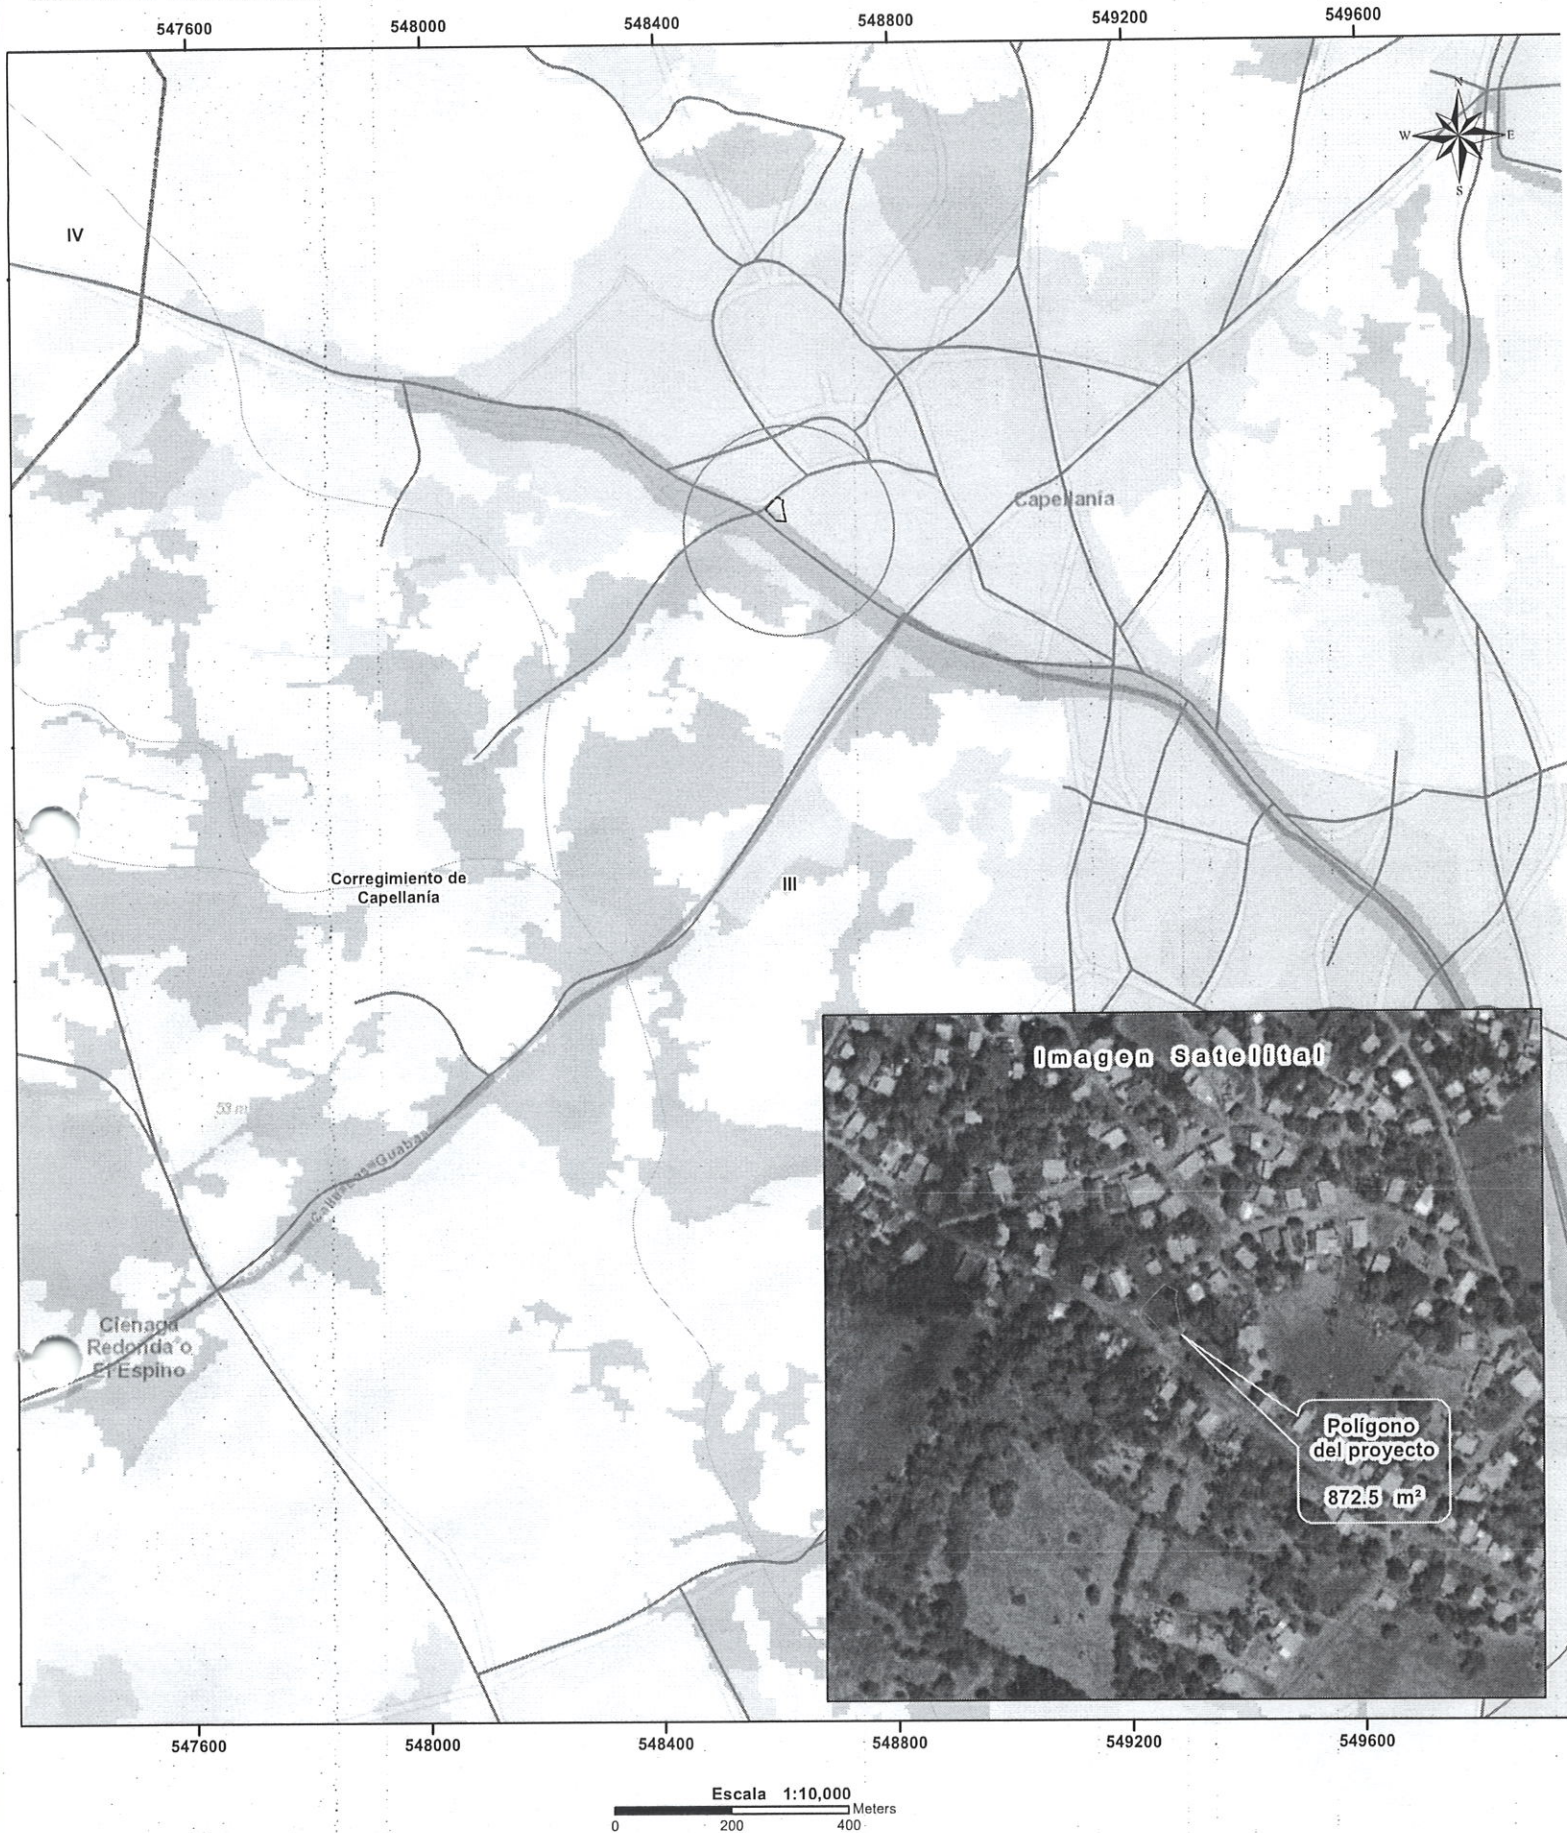 547600 548000 548400 548800 549200 549600
N
W E
S
IV
Capellanía
Corregimiento de
Capellanía
III
Imagen Satelital
53 m
Cienaga
Redonda o
El Espino
Polígono
del proyecto
872.5 m²
547600 548000 548400 548800 549200 549600
Escala 1:10,000
Meters
0 200 400